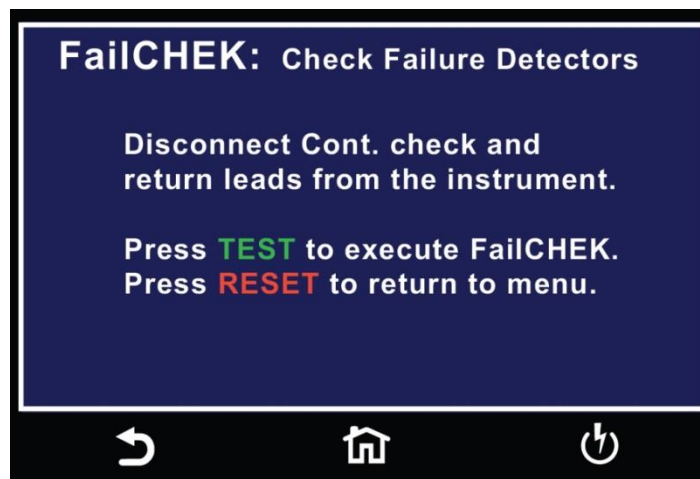 FailCHEK: Check Failure Detectors
Disconnect Cont. check and
return leads from the instrument.
Press TEST to execute FailCHEK.
Press RESET to return to menu.